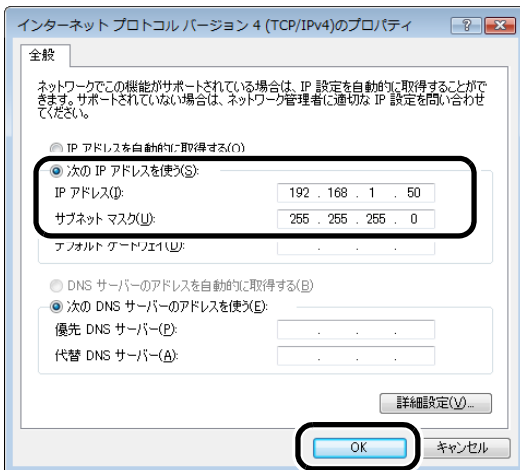 インターネット プロトコル バージョン 4 (TCP/IPv4)のプロパティ
全般
ネットワークでこの機能がサポートされている場合は、IP 設定を自動的に取得することがで
きます。サポートされていない場合は、ネットワーク管理者に適切な IP 設定を問い合わせ
てください。
IP アドレスを自動的に取得する(O)
次の IP アドレスを使う(S):
IP アドレス(I): 192 . 168 . 1 . 50
サブネット マスク(U): 255 . 255 . 255 . 0
デフォルト ゲートウェイ(D): . . .
DNS サーバーのアドレスを自動的に取得する(B)
次の DNS サーバーのアドレスを使う(E):
優先 DNS サーバー(P): . . .
代替 DNS サーバー(A): . . .
詳細設定(V)...
OK キャンセル